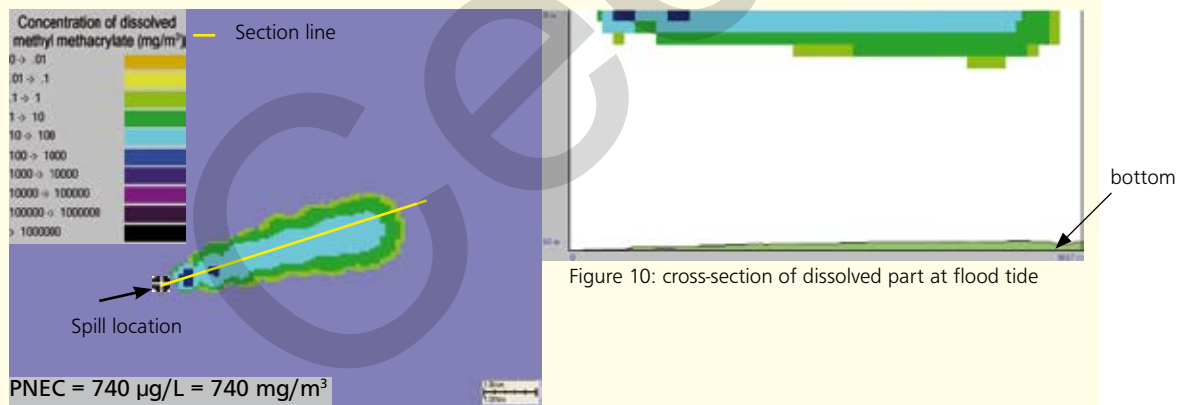 Concentration of dissolved
methyl methacrylate (mg/m³)
0 -> .01
.01 -> .1
.1 -> 1
1 -> 10
10 -> 100
100 -> 1000
1000 -> 10000
10000 -> 100000
100000 -> 1000000
> 1000000
Section line
Spill location
PNEC = 740 µg/L = 740 mg/m³
bottom
0
Figure 10: cross-section of dissolved part at flood tide